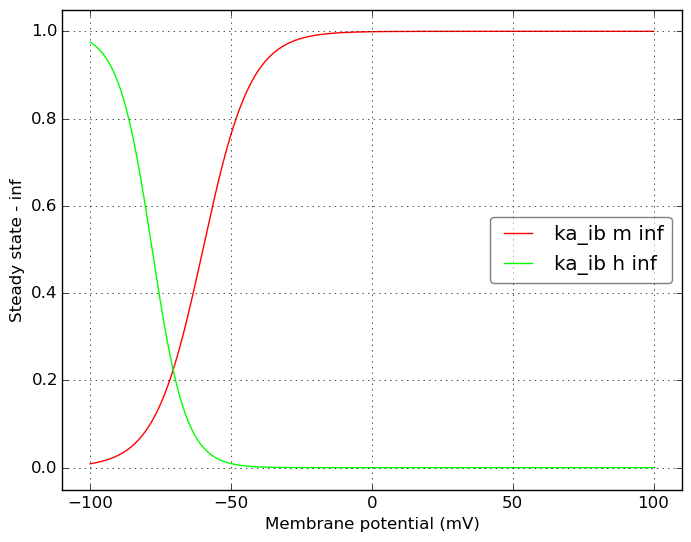 1.0
0.8
0.6
0.4
0.2
0.0
Steady state - inf
ka_ib m inf
ka_ib h inf
−100
−50
0
50
100
Membrane potential (mV)